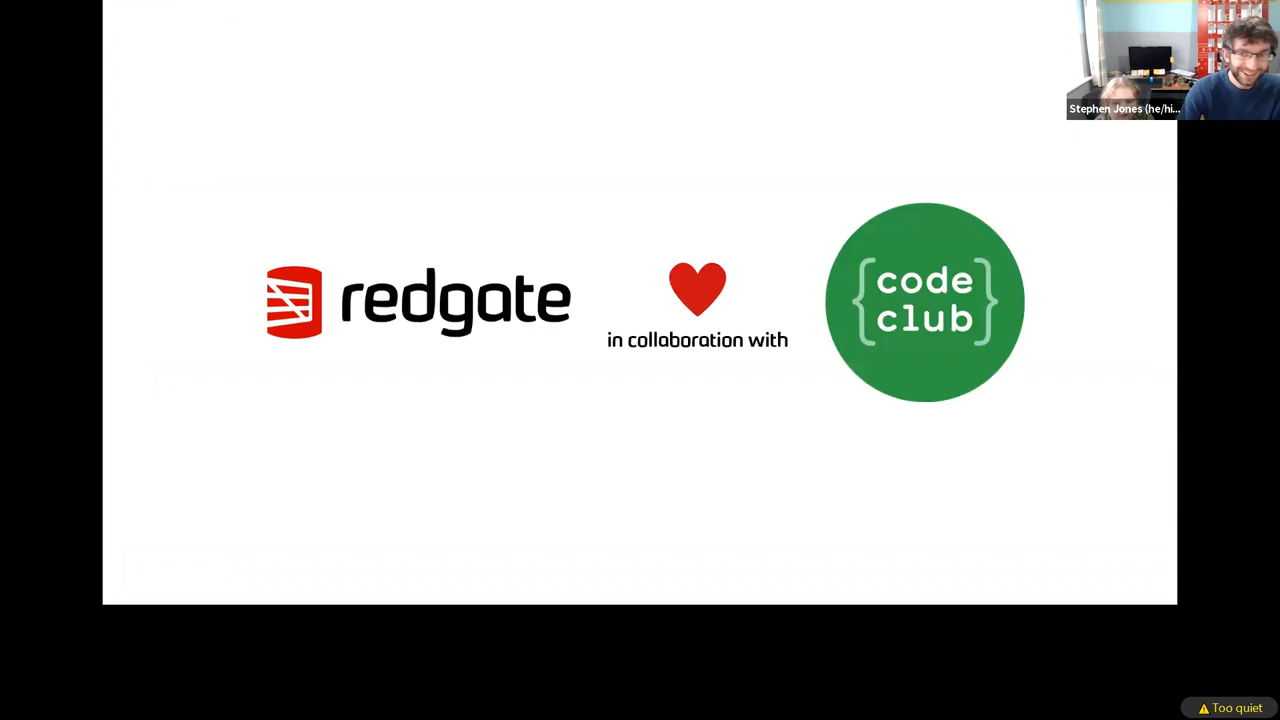 Stephen Jones (he/hi...
redgate
in collaboration with
{code
club}
Too quiet